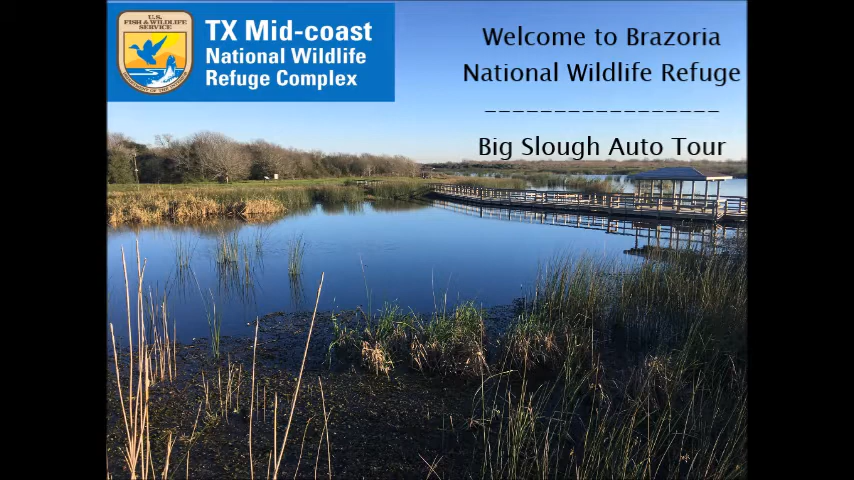 U.S.
FISH & WILDLIFE
SERVICE
TX Mid-coast
National Wildlife
Refuge Complex
Welcome to Brazoria
National Wildlife Refuge
-----------------
Big Slough Auto Tour